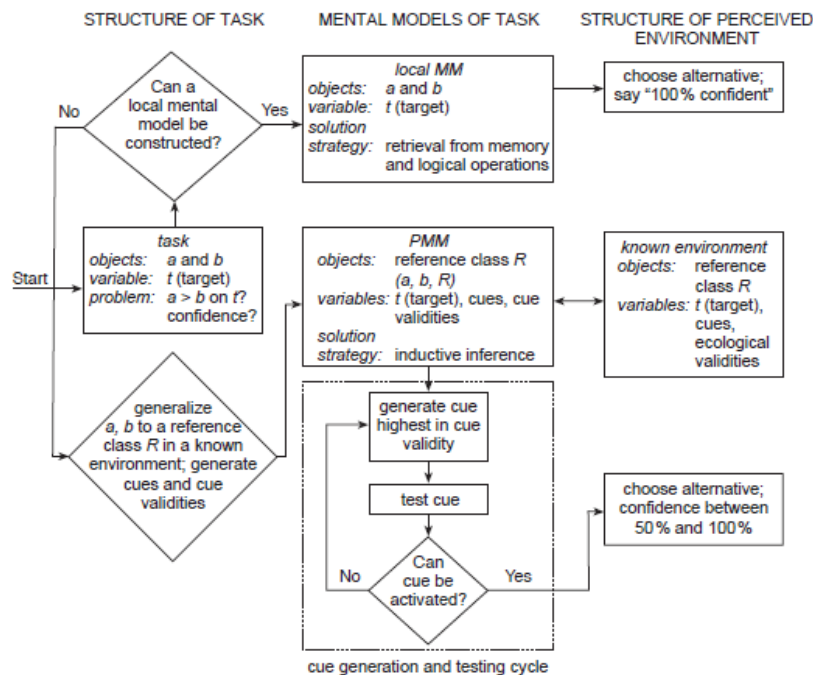 STRUCTURE OF TASK
MENTAL MODELS OF TASK
STRUCTURE OF PERCEIVED
ENVIRONMENT
Can a
local mental
model be
constructed?
No
Yes
local MM
objects: a and b
variable: t (target)
solution
strategy: retrieval from memory
and logical operations
choose alternative;
say “100% confident”
Start
task
objects: a and b
variable: t (target)
problem: a > b on t?
confidence?
PMM
objects: reference class R
(a, b, R)
variables: t (target), cues, cue
validities
solution
strategy: inductive inference
known environment
objects: reference
class R
variables: t (target),
cues,
ecological
validities
generalize
a, b to a reference
class R in a known
environment; generate
cues and cue
validities
generate cue
highest in cue
validity
test cue
Can
cue be
activated?
No
Yes
choose alternative;
confidence between
50% and 100%
cue generation and testing cycle